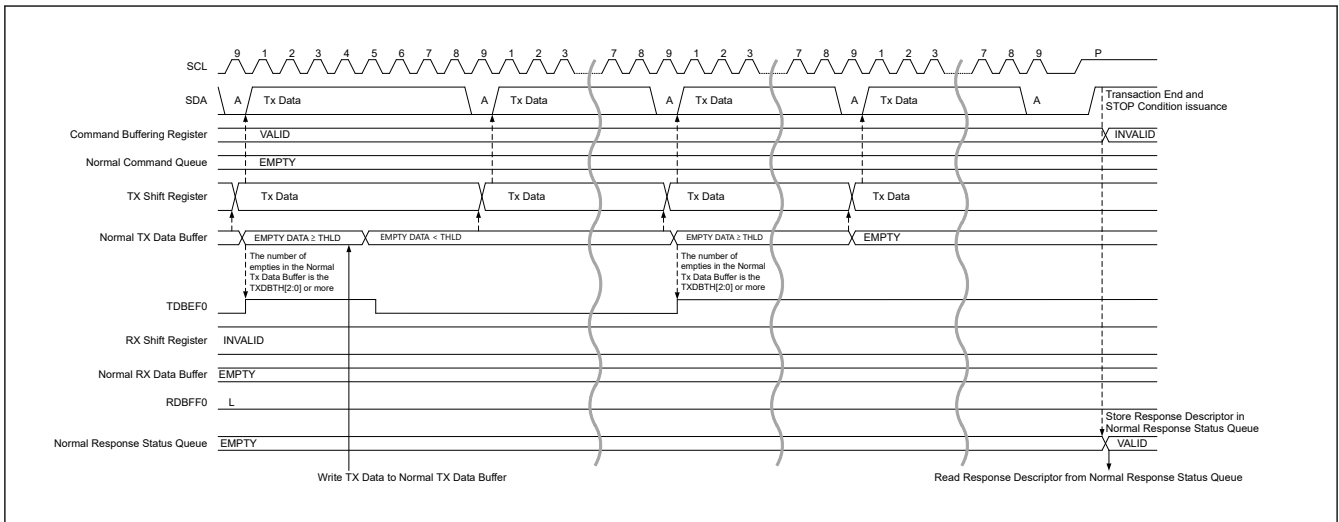 9 1 2 3 4 5 6 7 8 9 1 2 3 7 8 9 1 2 3 7 8 9 1 2 3 7 8 9 P
SCL
SDA A Tx Data A Tx Data A Tx Data A Tx Data A
Transaction End and
STOP Condition issuance
Command Buffering Register VALID INVALID
Normal Command Queue EMPTY
TX Shift Register Tx Data Tx Data Tx Data Tx Data
Normal TX Data Buffer EMPTY DATA ≥ THLD EMPTY DATA < THLD EMPTY DATA ≥ THLD EMPTY
The number of
empties in the Normal
Tx Data Buffer is the
TXDBTH[2:0] or more
The number of
empties in the Normal
Tx Data Buffer is the
TXDBTH[2:0] or more
TDBEF0
RX Shift Register INVALID
Normal RX Data Buffer EMPTY
RDBFF0 L
Store Response Descriptor in
Normal Response Status Queue
Normal Response Status Queue EMPTY VALID
Write TX Data to Normal TX Data Buffer
Read Response Descriptor from Normal Response Status Queue